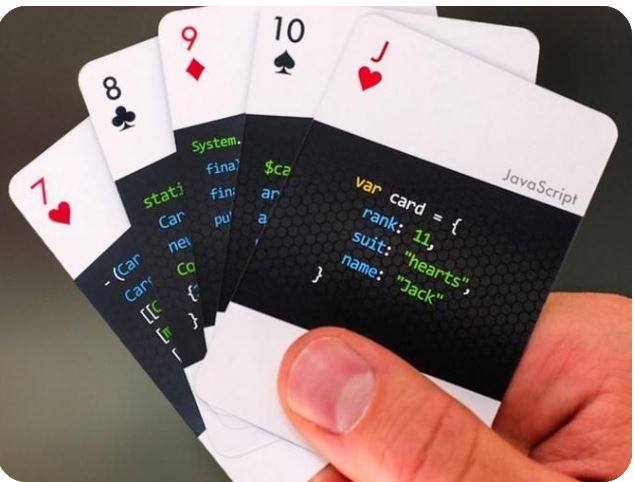 7
- (Car
Car
[[C
[m
8
stati
Car
new
Co
{
}
9
System.
final
fina
pu
10
$ca
ar
a
J
JavaScript
var card = {
rank: 11,
suit: "hearts",
name: "Jack"
}